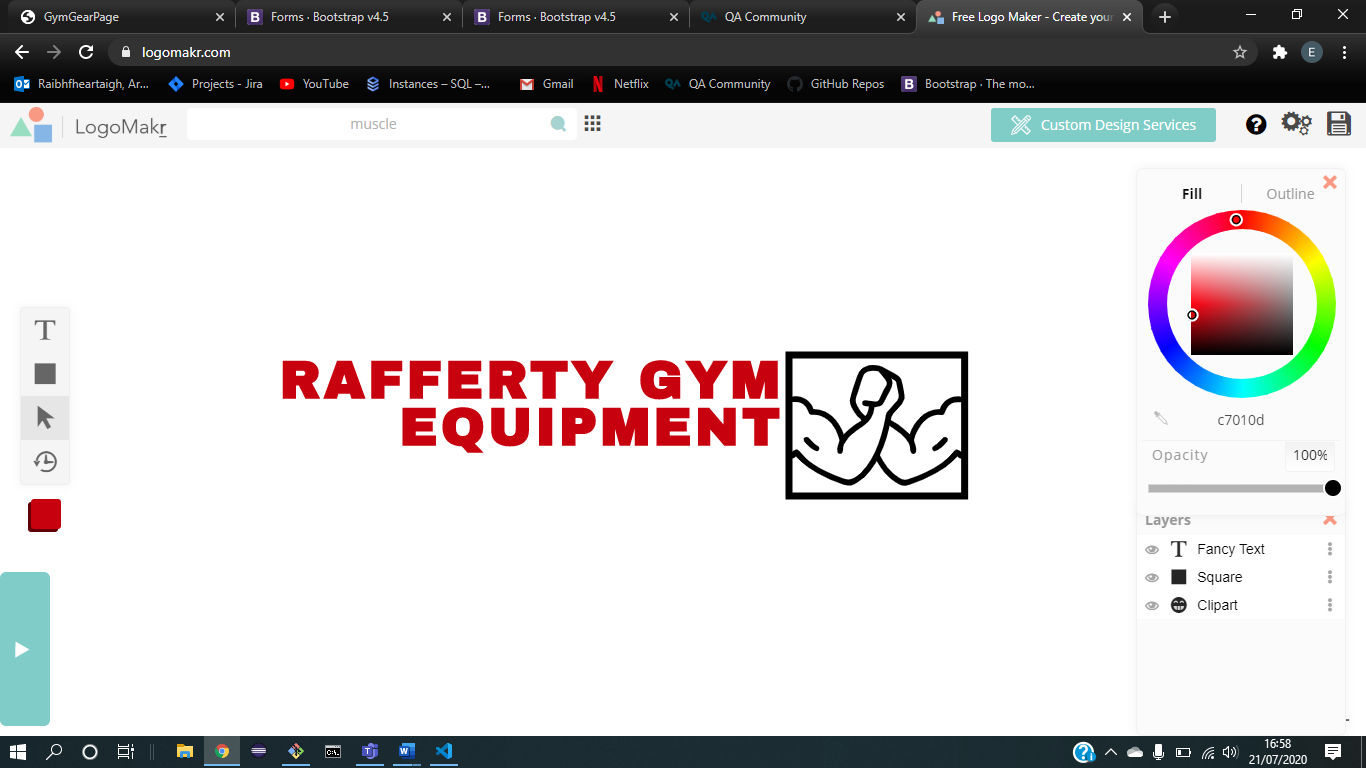 GymGearPage
Forms · Bootstrap v4.5
Forms · Bootstrap v4.5
QA Community
Free Logo Maker - Create your
logomakr.com
E
Raibhfheartaigh, Ar...
Projects - Jira
YouTube
Instances – SQL –...
Gmail
Netflix
QA Community
GitHub Repos
Bootstrap · The mo...
LogoMakr
muscle
Custom Design Services
Fill
Outline
RAFFERTY GYM
EQUIPMENT
c7010d
Opacity
100%
Layers
Fancy Text
Square
Clipart
16:58
21/07/2020